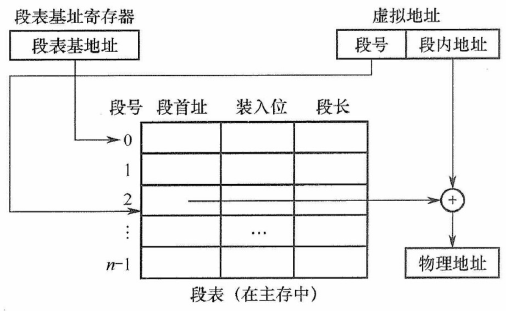 段表基址寄存器
虚拟地址
段表基地址
段号 段内地址
段号 段首址 装入位 段长
0
1
2
+
⋮ …
物理地址
n-1
段表（在主存中）